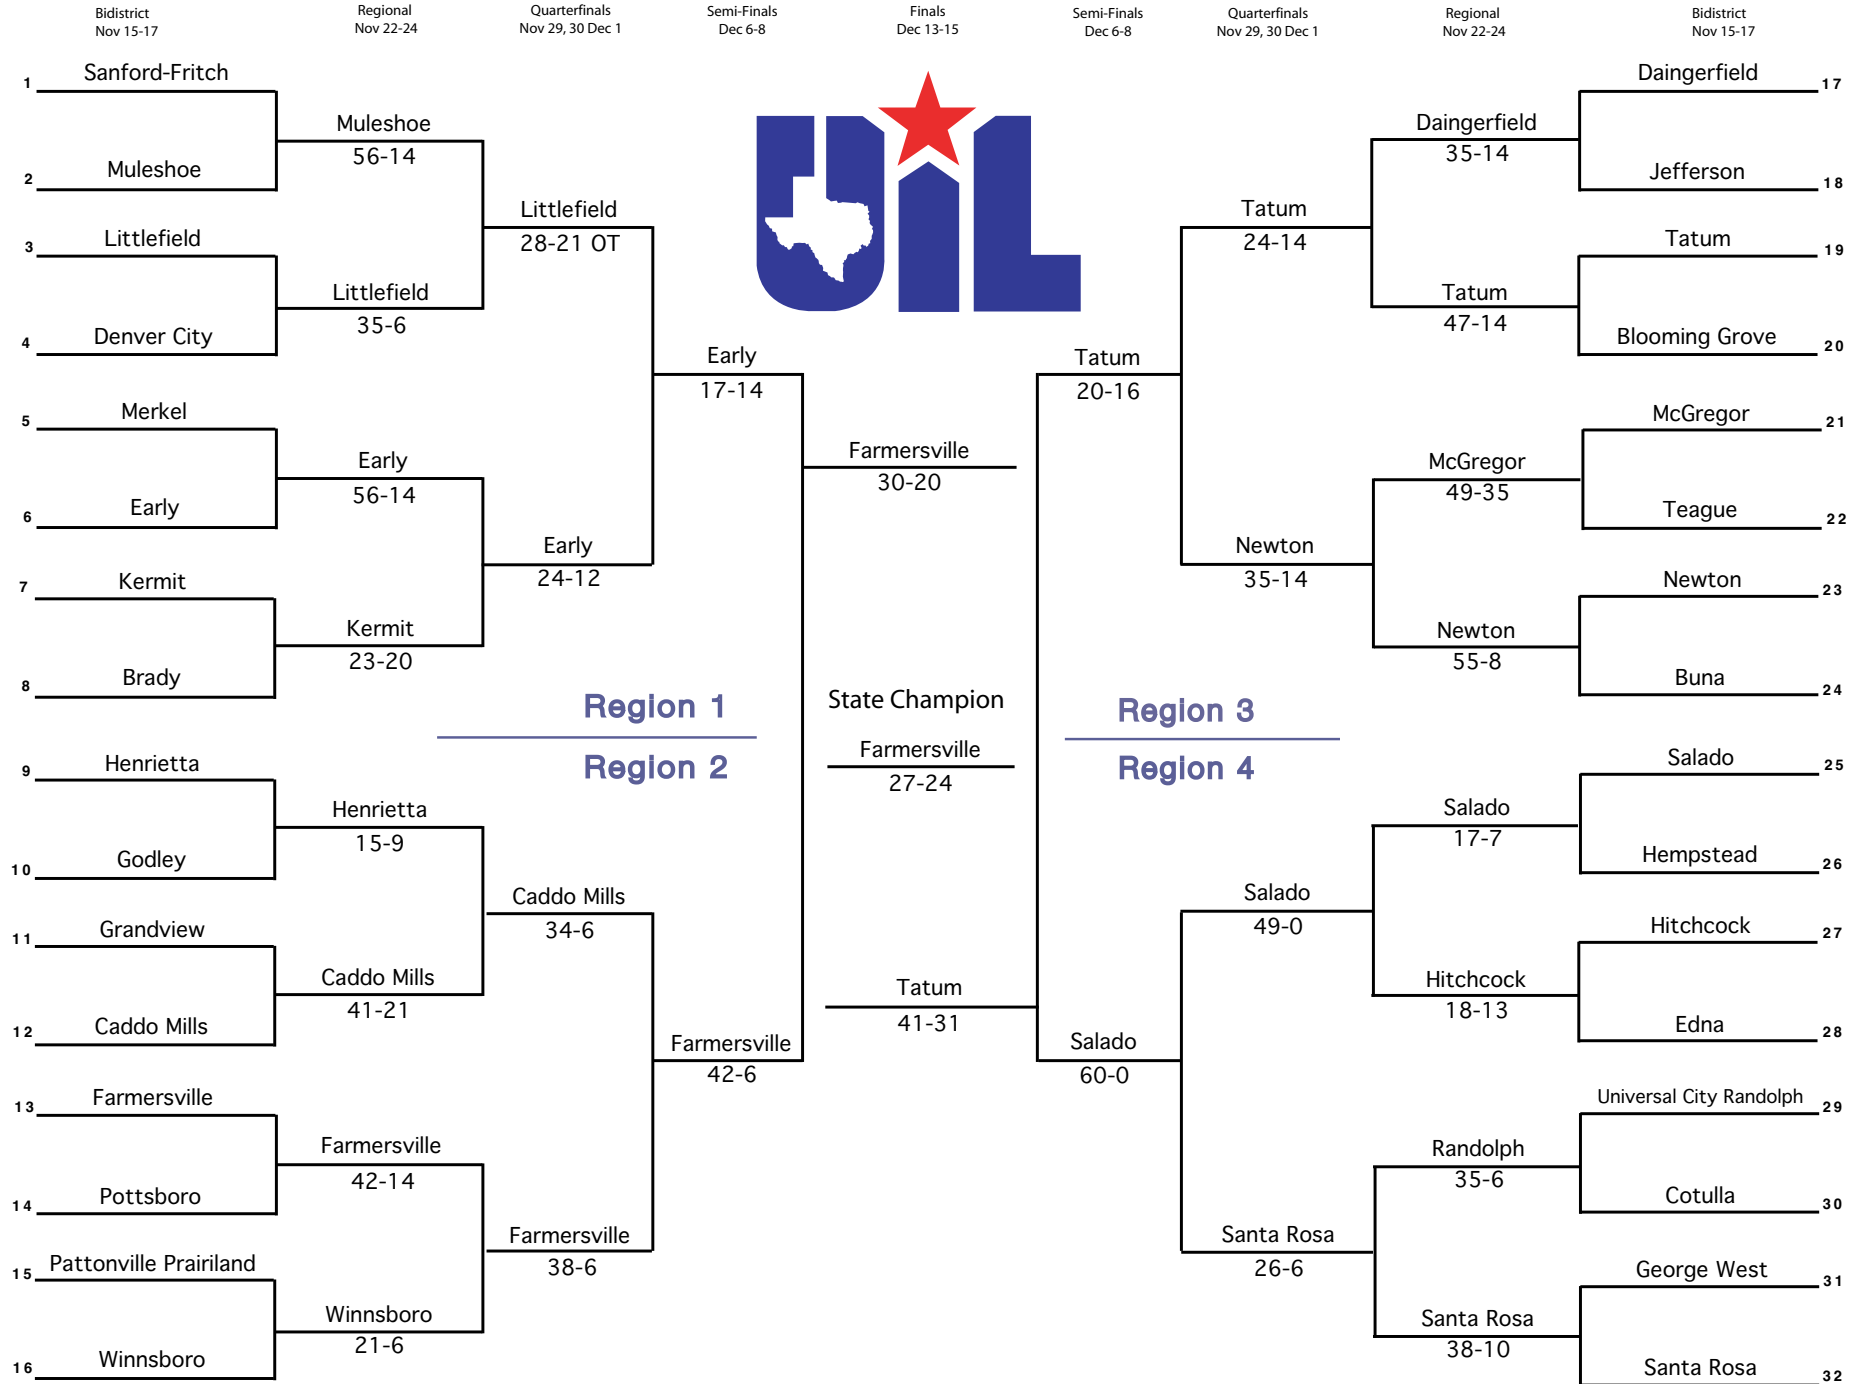 Bidistrict
Nov 15-17
Regional
Nov 22-24
Quarterfinals
Nov 29, 30 Dec 1
Semi-Finals
Dec 6-8
Finals
Dec 13-15
Semi-Finals
Dec 6-8
Quarterfinals
Nov 29, 30 Dec 1
Regional
Nov 22-24
Bidistrict
Nov 15-17
1 Sanford-Fritch
2 Muleshoe
3 Littlefield
4 Denver City
5 Merkel
6 Early
7 Kermit
8 Brady
9 Henrietta
10 Godley
11 Grandview
12 Caddo Mills
13 Farmersville
14 Pottsboro
15 Pattonville Prairiland
16 Winnsboro
Muleshoe
56-14
Littlefield
35-6
Early
56-14
Kermit
23-20
Henrietta
15-9
Caddo Mills
41-21
Farmersville
42-14
Winnsboro
21-6
Littlefield
28-21 OT
Early
24-12
Caddo Mills
34-6
Farmersville
38-6
Region 1
Region 2
Early
17-14
Farmersville
42-6
UIL
Farmersville
30-20
State Champion
Farmersville
27-24
Tatum
41-31
Tatum
20-16
Salado
60-0
Region 3
Region 4
Tatum
24-14
Newton
35-14
Salado
49-0
Santa Rosa
26-6
Daingerfield
35-14
Tatum
47-14
McGregor
49-35
Newton
55-8
Salado
17-7
Hitchcock
18-13
Randolph
35-6
Santa Rosa
38-10
Daingerfield 17
Jefferson 18
Tatum 19
Blooming Grove 20
McGregor 21
Teague 22
Newton 23
Buna 24
Salado 25
Hempstead 26
Hitchcock 27
Edna 28
Universal City Randolph 29
Cotulla 30
George West 31
Santa Rosa 32